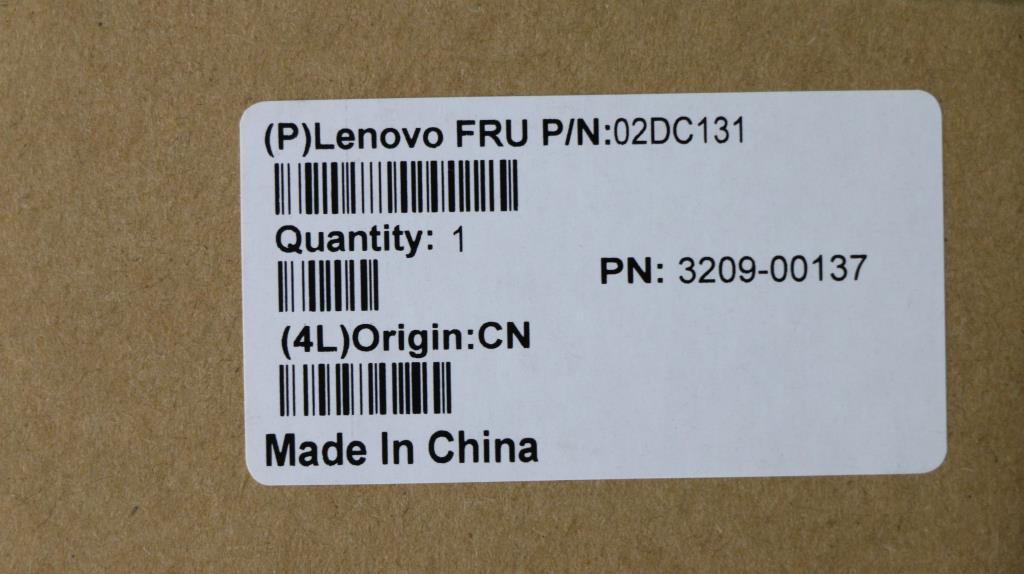 (P)Lenovo FRU P/N:02DC131
Quantity: 1
PN: 3209-00137
(4L)Origin:CN
Made In China